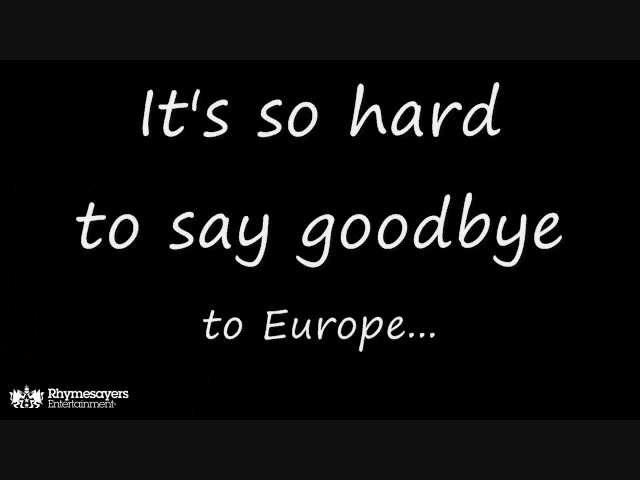 It's so hard
to say goodbye
to Europe...
Rhymesayers
Entertainment